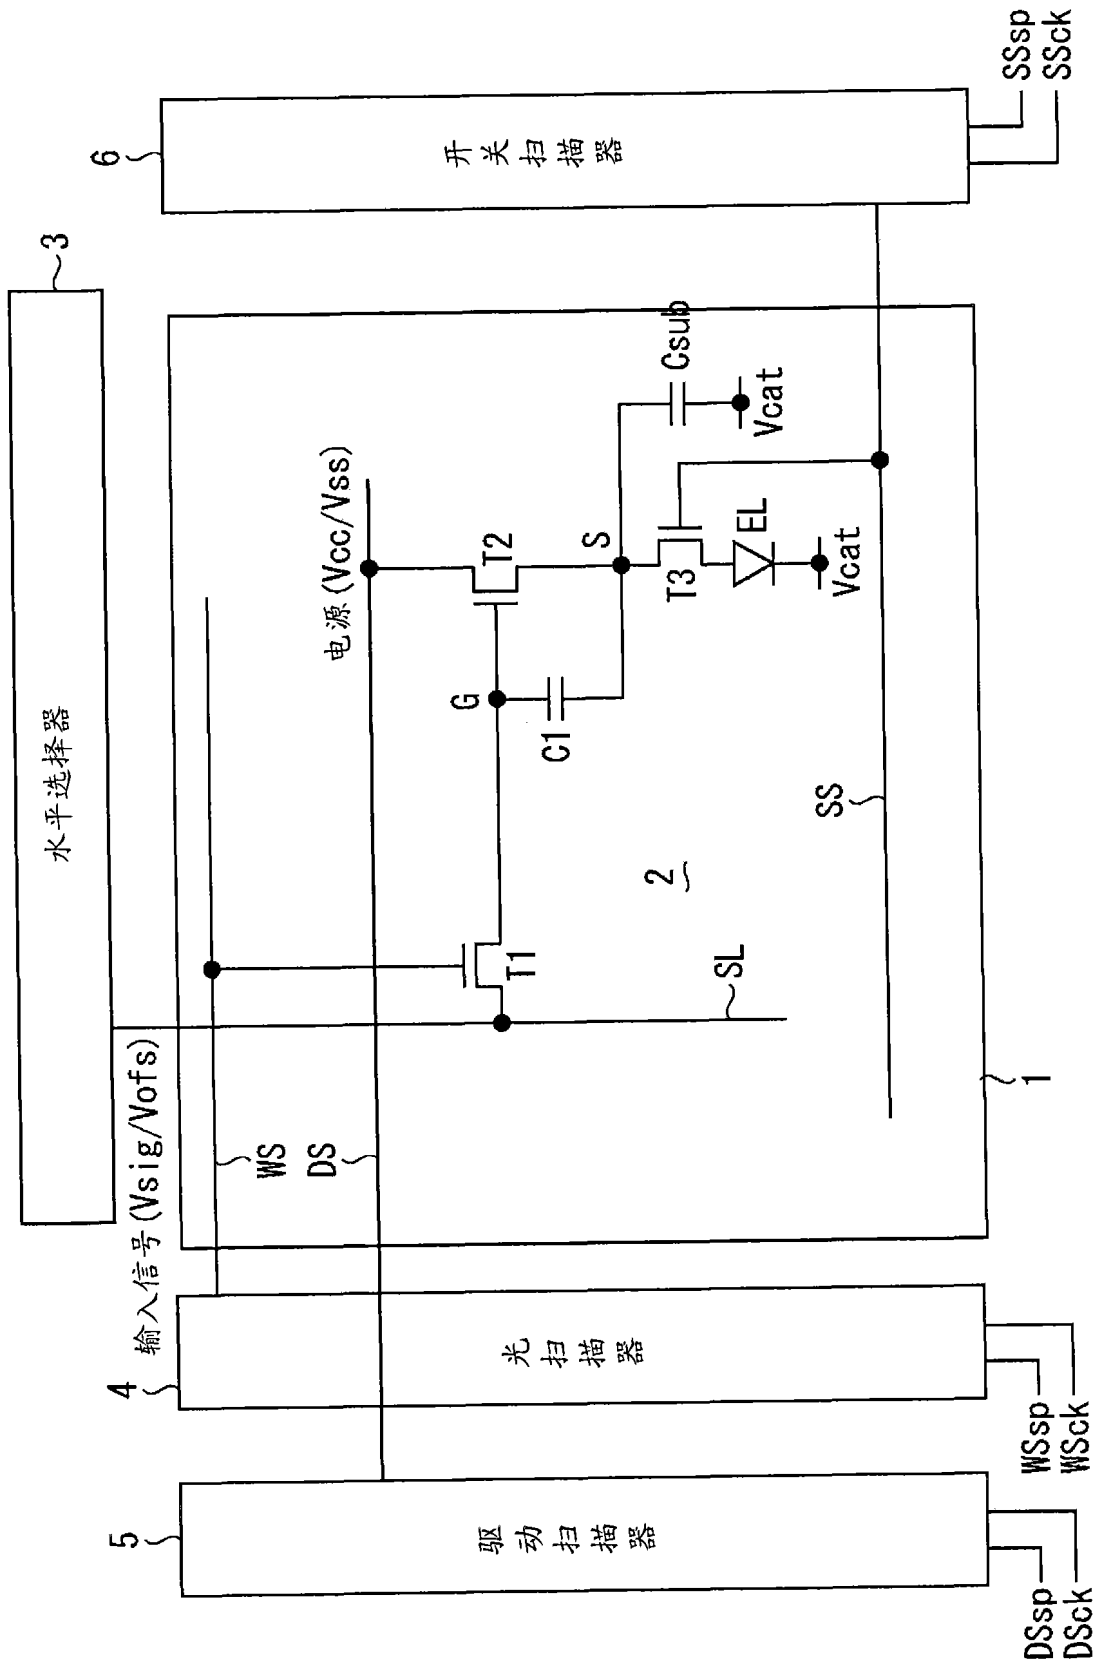 3
水平选择器
输入信号(Vsig/Vofs)
电源(Vcc/Vss)
5
4
6
WS
DS
驱动扫描器
光扫描器
开关扫描器
G
T2
T1
C1
S
Csub
2
T3
EL
Vcat
Vcat
SL
SS
1
DSsp
DSck
WSsp
WSck
SSsp
SSck